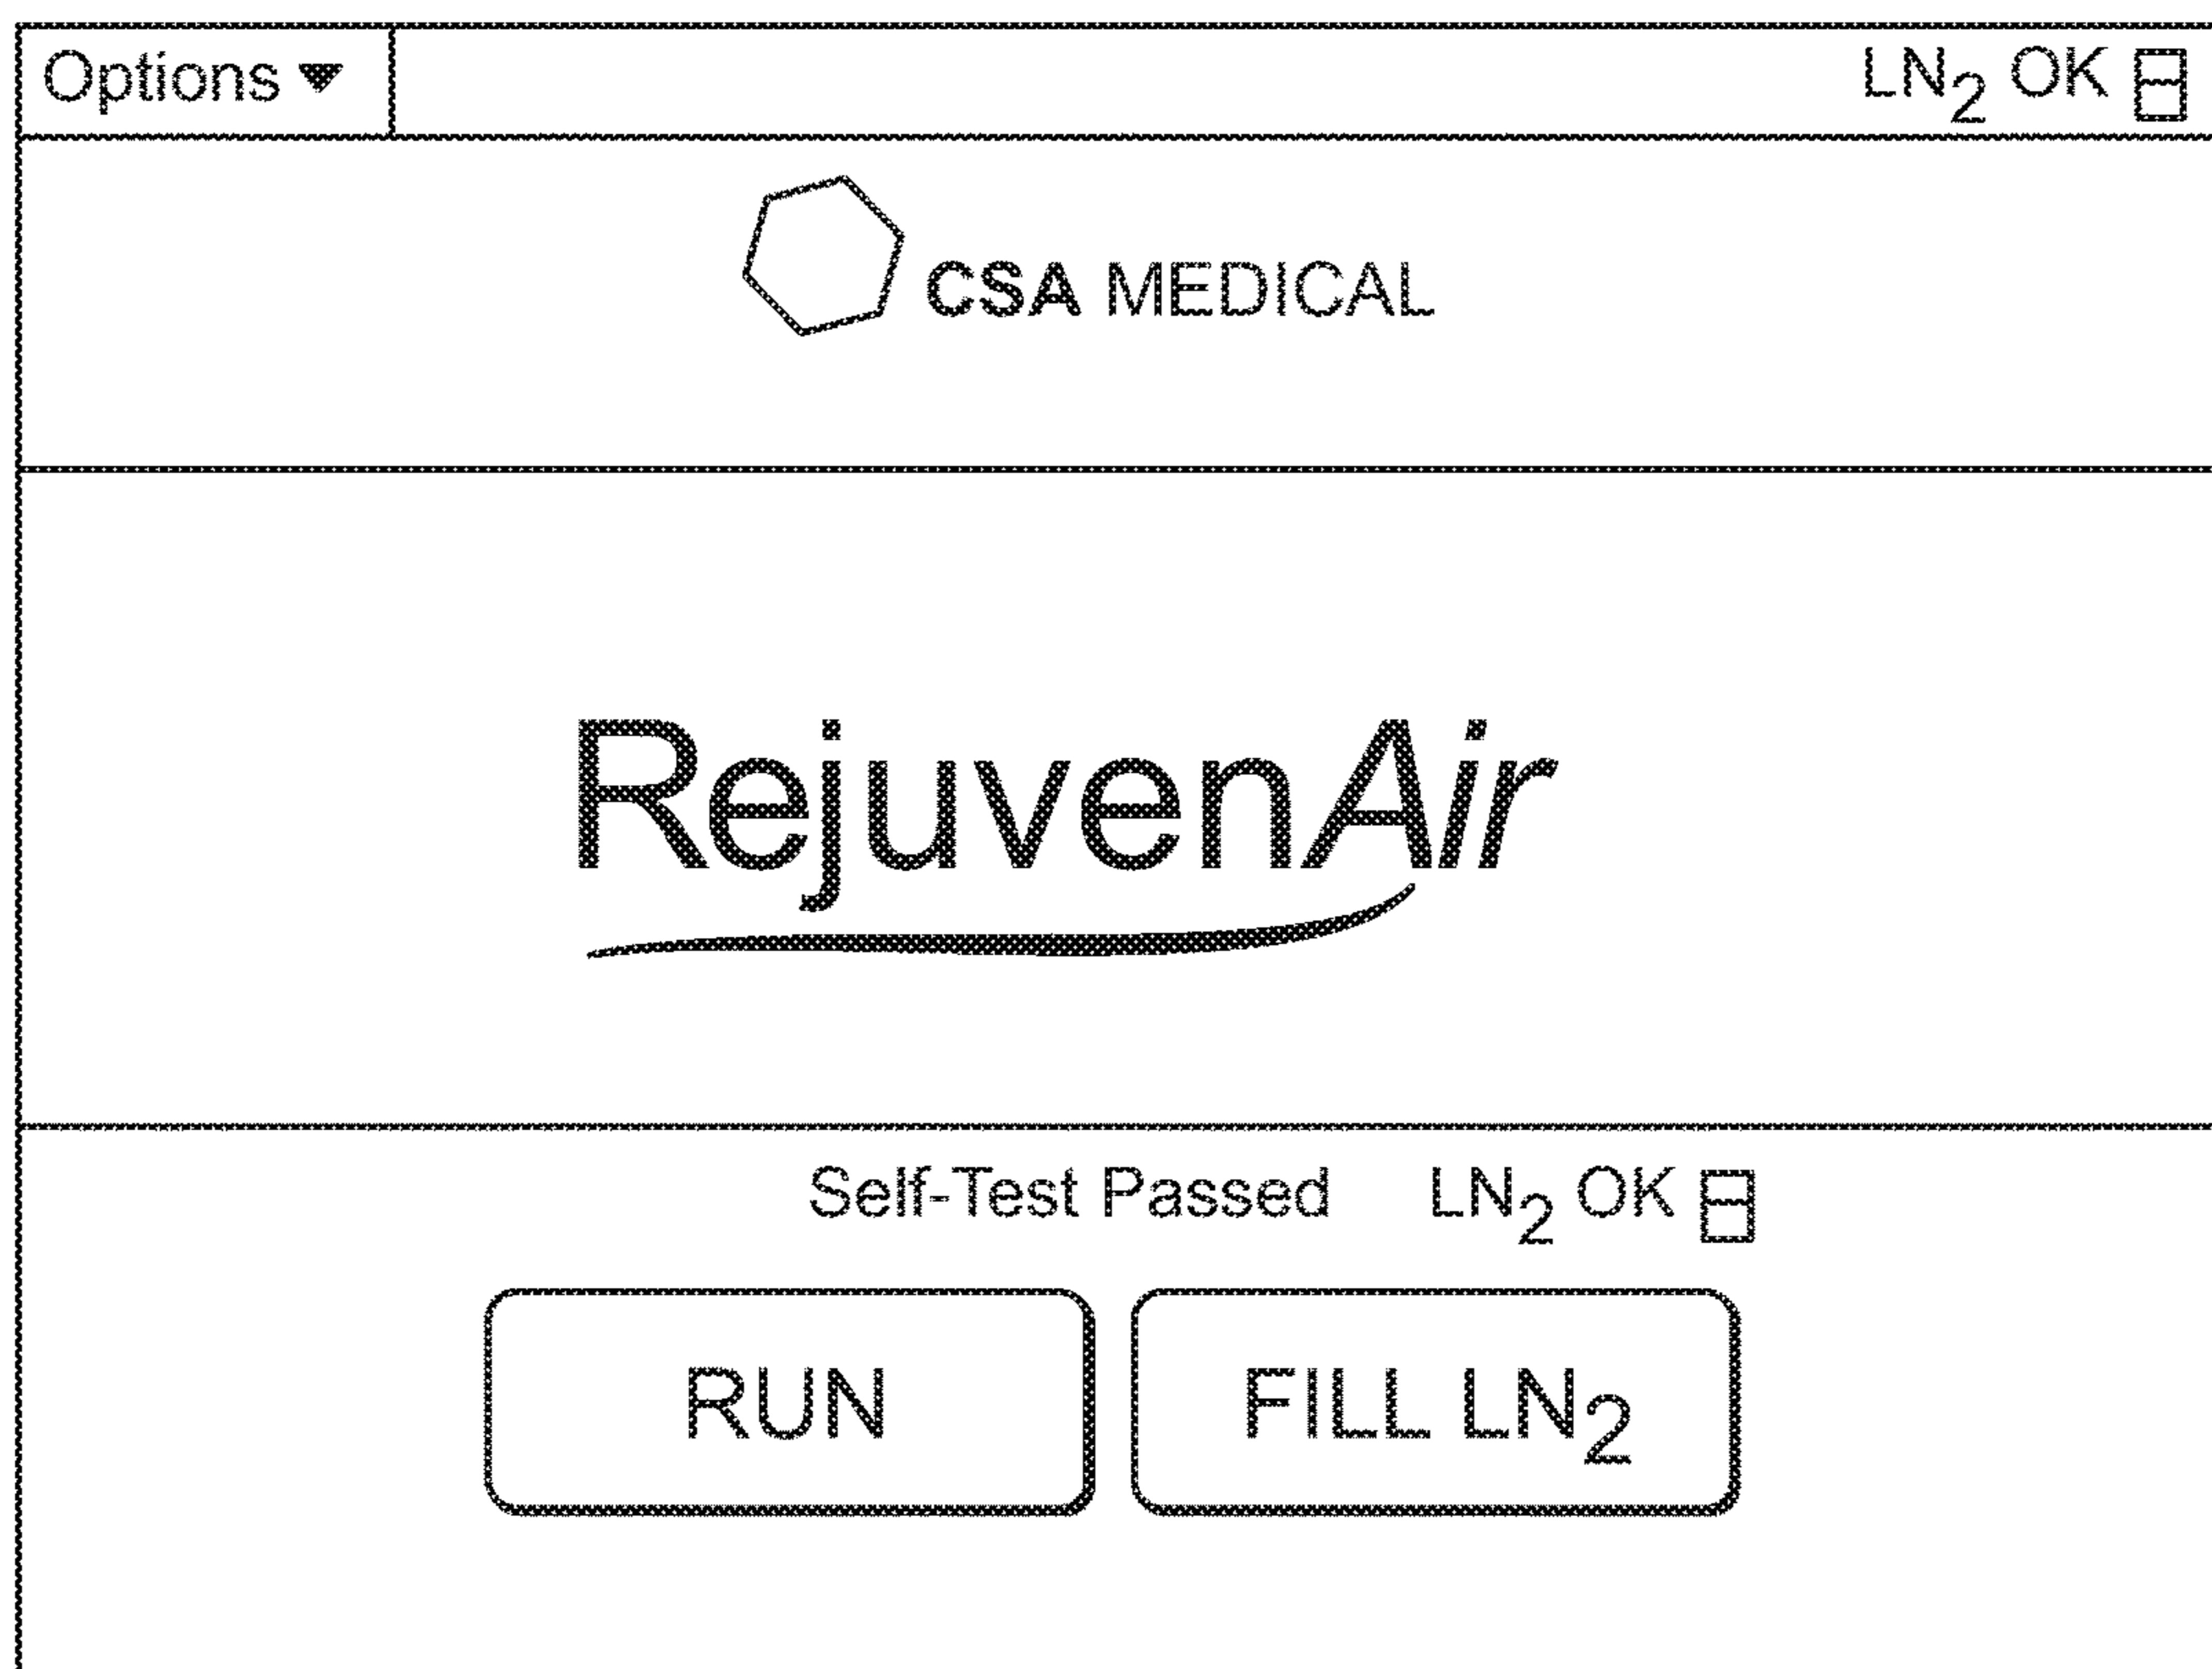 Options ▼ LN₂ OK
CSA MEDICAL
RejuvenAir
Self-Test Passed LN₂ OK
RUN FILL LN₂